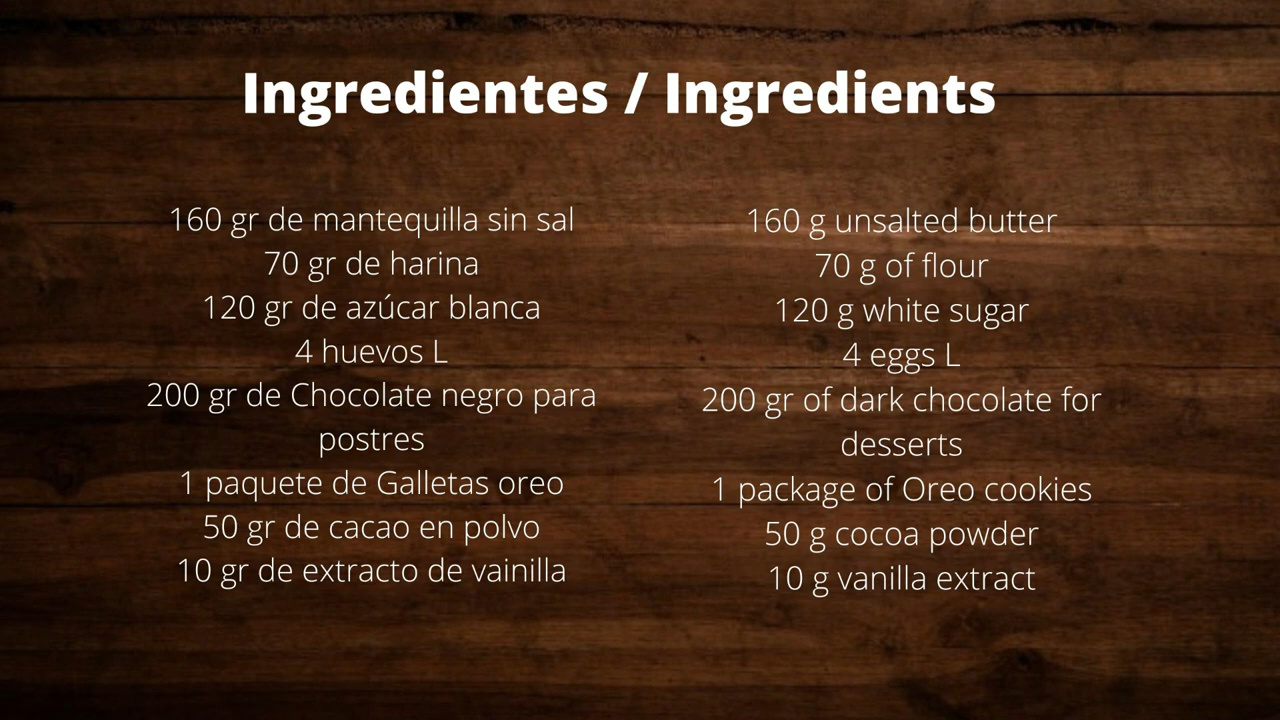 Ingredientes / Ingredients
160 gr de mantequilla sin sal
70 gr de harina
120 gr de azúcar blanca
4 huevos L
200 gr de Chocolate negro para
postres
1 paquete de Galletas oreo
50 gr de cacao en polvo
10 gr de extracto de vainilla
160 g unsalted butter
70 g of flour
120 g white sugar
4 eggs L
200 gr of dark chocolate for
desserts
1 package of Oreo cookies
50 g cocoa powder
10 g vanilla extract